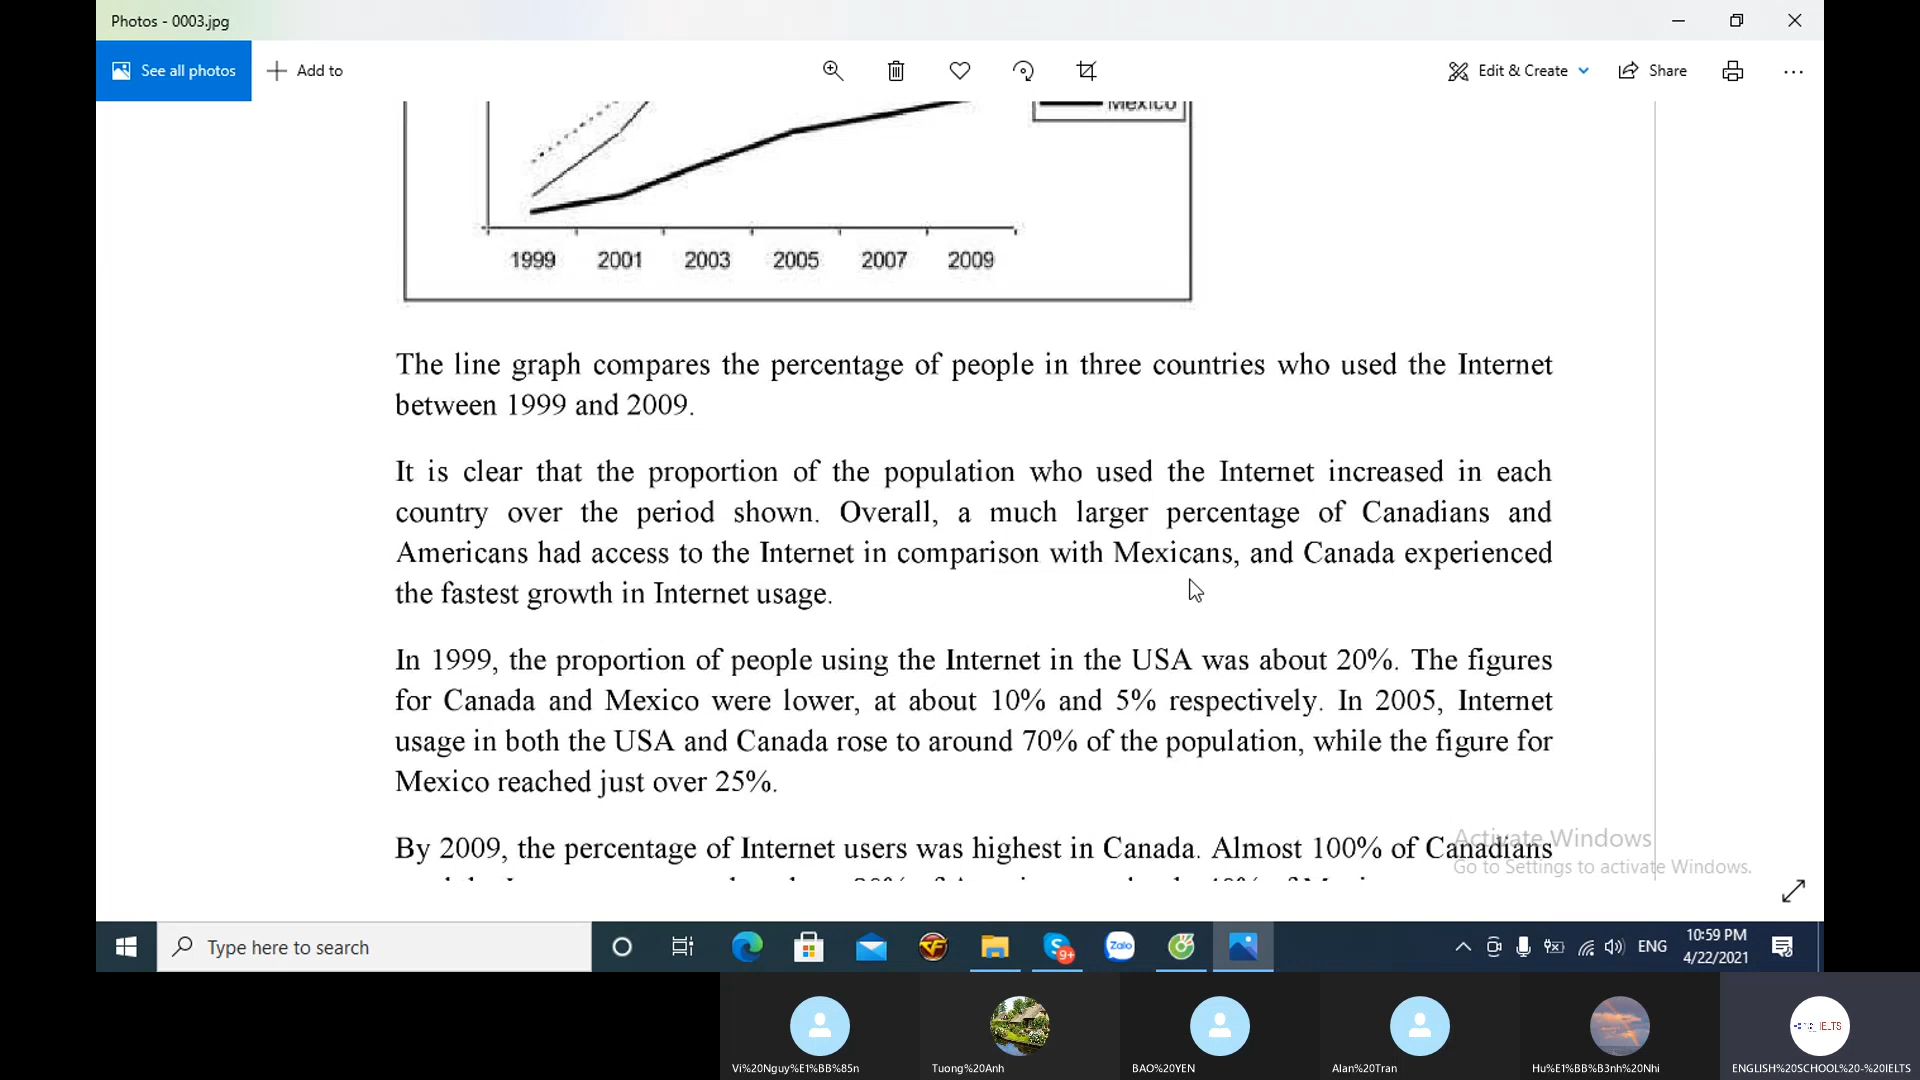 Photos - 0003.jpg
See all photos
Add to
Edit & Create
Share
Mexico
1999 2001 2003 2005 2007 2009
The line graph compares the percentage of people in three countries who used the Internet
between 1999 and 2009.
It is clear that the proportion of the population who used the Internet increased in each
country over the period shown. Overall, a much larger percentage of Canadians and
Americans had access to the Internet in comparison with Mexicans, and Canada experienced
the fastest growth in Internet usage.
In 1999, the proportion of people using the Internet in the USA was about 20%. The figures
for Canada and Mexico were lower, at about 10% and 5% respectively. In 2005, Internet
usage in both the USA and Canada rose to around 70% of the population, while the figure for
Mexico reached just over 25%.
By 2009, the percentage of Internet users was highest in Canada. Almost 100% of Canadians
Activate Windows
Go to Settings to activate Windows.
Type here to search
9+
Zalo
ENG
10:59 PM
4/22/2021
Vi%20Nguy%E1%BB%85n
Tuong%20Anh
BAO%20YEN
Alan%20Tran
Hu%E1%BB%B3nh%20Nhi
IELTS
ENGLISH%20SCHOOL%20-%20IELTS